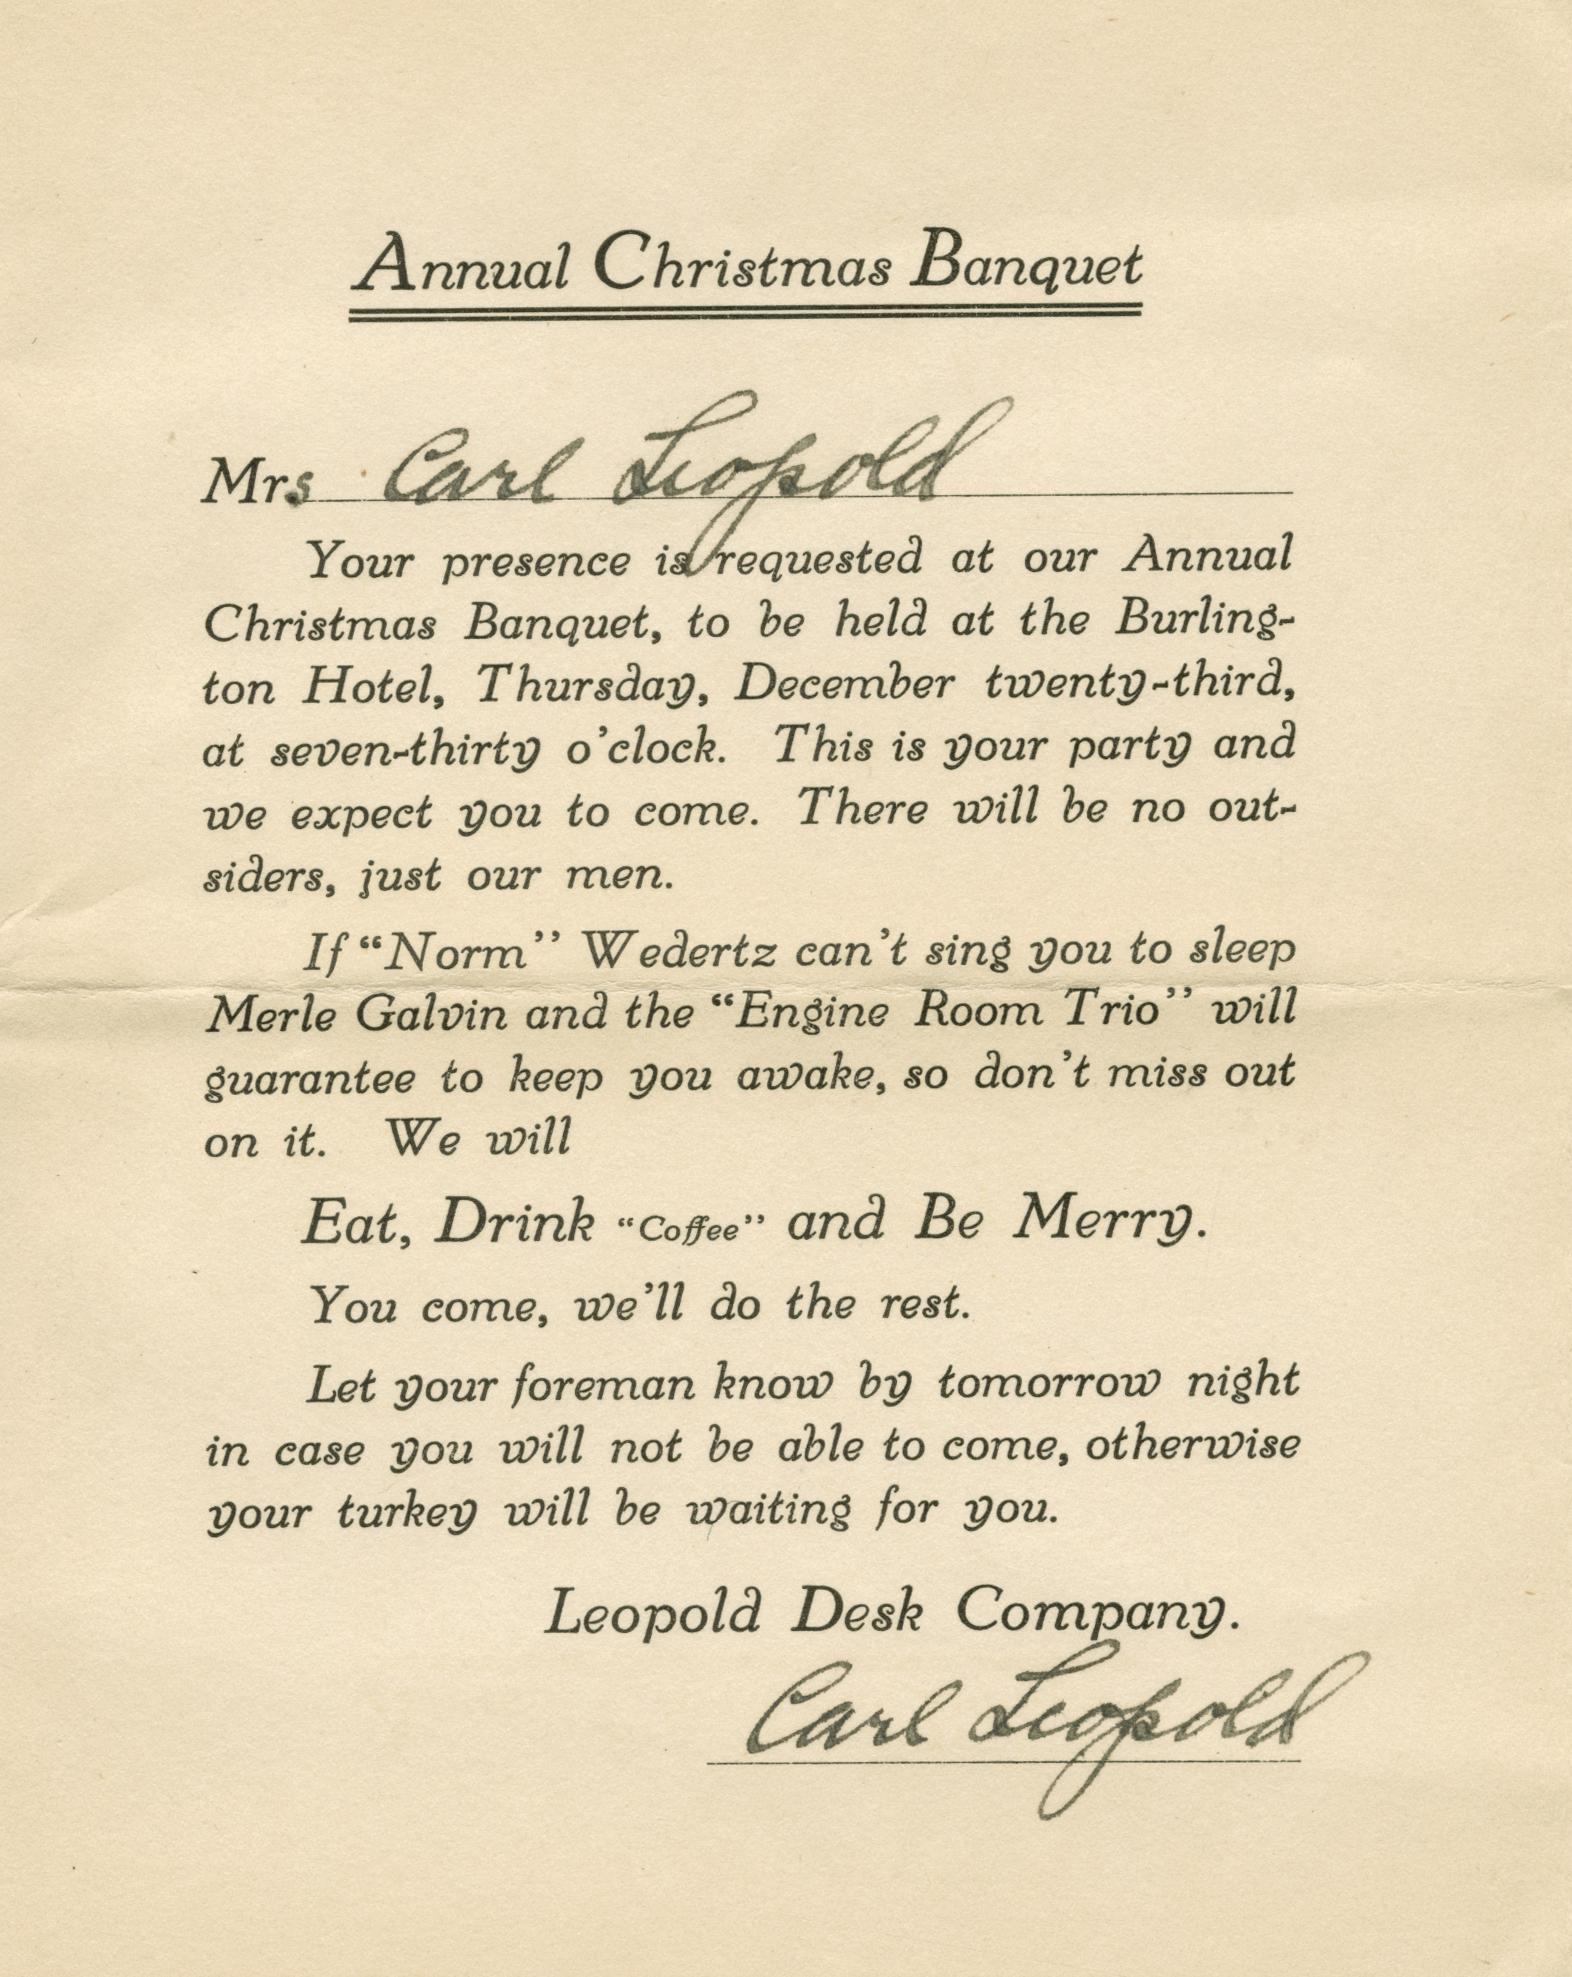 Annual Christmas Banquet
Mrs Carl Leopold
Your presence is requested at our Annual
Christmas Banquet, to be held at the Burling-
ton Hotel, Thursday, December twenty-third,
at seven-thirty o'clock. This is your party and
we expect you to come. There will be no out-
siders, just our men.
If "Norm" Wedertz can't sing you to sleep
Merle Galvin and the "Engine Room Trio" will
guarantee to keep you awake, so don't miss out
on it. We will
Eat, Drink "Coffee" and Be Merry.
You come, we'll do the rest.
Let your foreman know by tomorrow night
in case you will not be able to come, otherwise
your turkey will be waiting for you.
Leopold Desk Company.
Carl Leopold